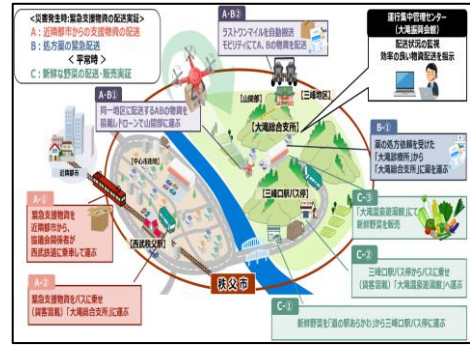 <災害発生時:緊急支援物資の配送実証>
A:近隣都市からの支援物資の配送
B:処方薬の緊急配送
<平常時>
C:新鮮な野菜の配送・販売実証
A・B②
ラストワンマイルを自動搬送
モビリティにてA、Bの物資を
配送
運行集中管理センター
(大滝振興会館)
配送状況の監視
効率の良い物資配送を指示
A・B①
同一地区に配送するABの物資を
積載しドローンで山間部に運ぶ
【山間部】
【三峰地区】
【大滝総合支所】
B-①
薬の処方依頼を受けた
「大滝診療所」から
「大滝総合支所」に薬を運ぶ
近隣都市
【中心市街地】
【三峰口駅バス停】
C-③
「大滝温泉遊湯館」にて
新鮮野菜を販売
A-①
緊急支援物資を
近隣都市から、
協議会関係者が
西武鉄道に乗車して運ぶ
【西武秩父駅】
C-②
三峰口駅バス停からバスに乗せ
(貨客混載)「大滝温泉遊湯館」へ運ぶ
A-②
緊急支援物資をバスに乗せ
(貨客混載)「大滝総合支所」に運ぶ
秩父市
C-①
新鮮野菜を「道の駅あらかわ」から三峰口駅バス停に運ぶ